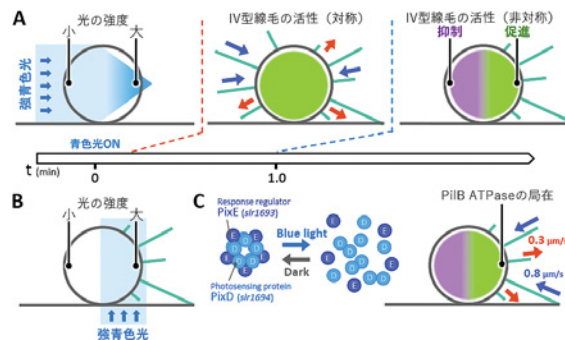 A
光の強度
小
大
強青色光
IV型線毛の活性（対称）
IV型線毛の活性（非対称）
抑制
促進
青色光ON
t (min)
0
1.0
B
光の強度
小
大
強青色光
C
Response regulator
PixE (slr1693)
Photosensing protein
PixD (slr1694)
Blue light
Dark
PilB ATPaseの局在
0.3 μm/s
0.8 μm/s